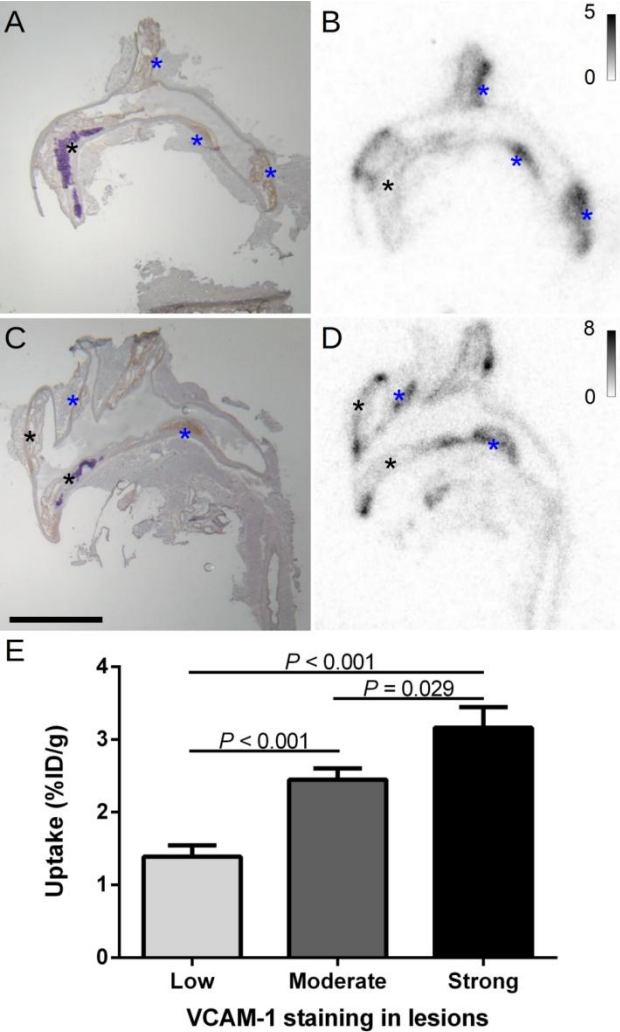 A
B
5
0
C
D
8
0
E
P < 0.001
P = 0.029
P < 0.001
4
3
2
1
0
Uptake (%ID/g)
Low Moderate Strong
VCAM-1 staining in lesions